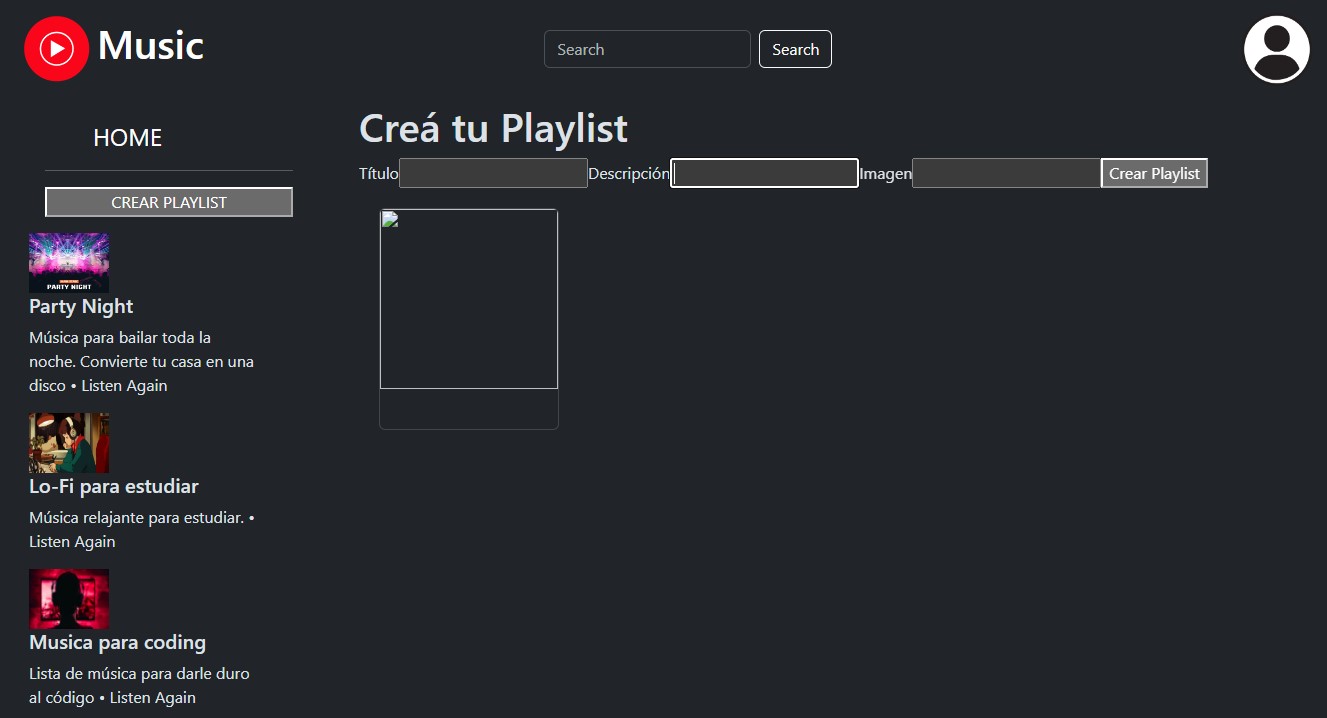 Music
Search
Search
HOME
CREAR PLAYLIST
PARTY NIGHT
Party Night
Música para bailar toda la
noche. Convierte tu casa en una
disco • Listen Again
Lo-Fi para estudiar
Música relajante para estudiar. •
Listen Again
Musica para coding
Lista de música para darle duro
al código • Listen Again
Creá tu Playlist
Título
Descripción
Imagen
Crear Playlist